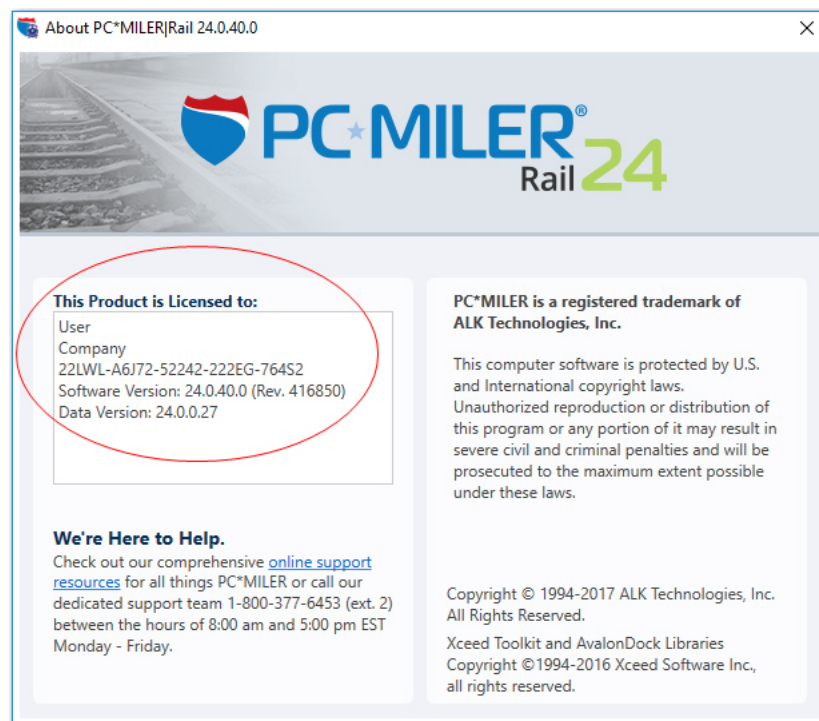 About PC*MILER|Rail 24.0.40.0
PC★MILER®
Rail 24
This Product is Licensed to:
User
Company
22LWL-A6J72-52242-222EG-764S2
Software Version: 24.0.40.0 (Rev. 416850)
Data Version: 24.0.0.27
We're Here to Help.
Check out our comprehensive online support
resources for all things PC*MILER or call our
dedicated support team 1-800-377-6453 (ext. 2)
between the hours of 8:00 am and 5:00 pm EST
Monday - Friday.
PC*MILER is a registered trademark of
ALK Technologies, Inc.
This computer software is protected by U.S.
and International copyright laws.
Unauthorized reproduction or distribution of
this program or any portion of it may result in
severe civil and criminal penalties and will be
prosecuted to the maximum extent possible
under these laws.
Copyright © 1994-2017 ALK Technologies, Inc.
All Rights Reserved.
Xceed Toolkit and AvalonDock Libraries
Copyright ©1994-2016 Xceed Software Inc.,
all rights reserved.